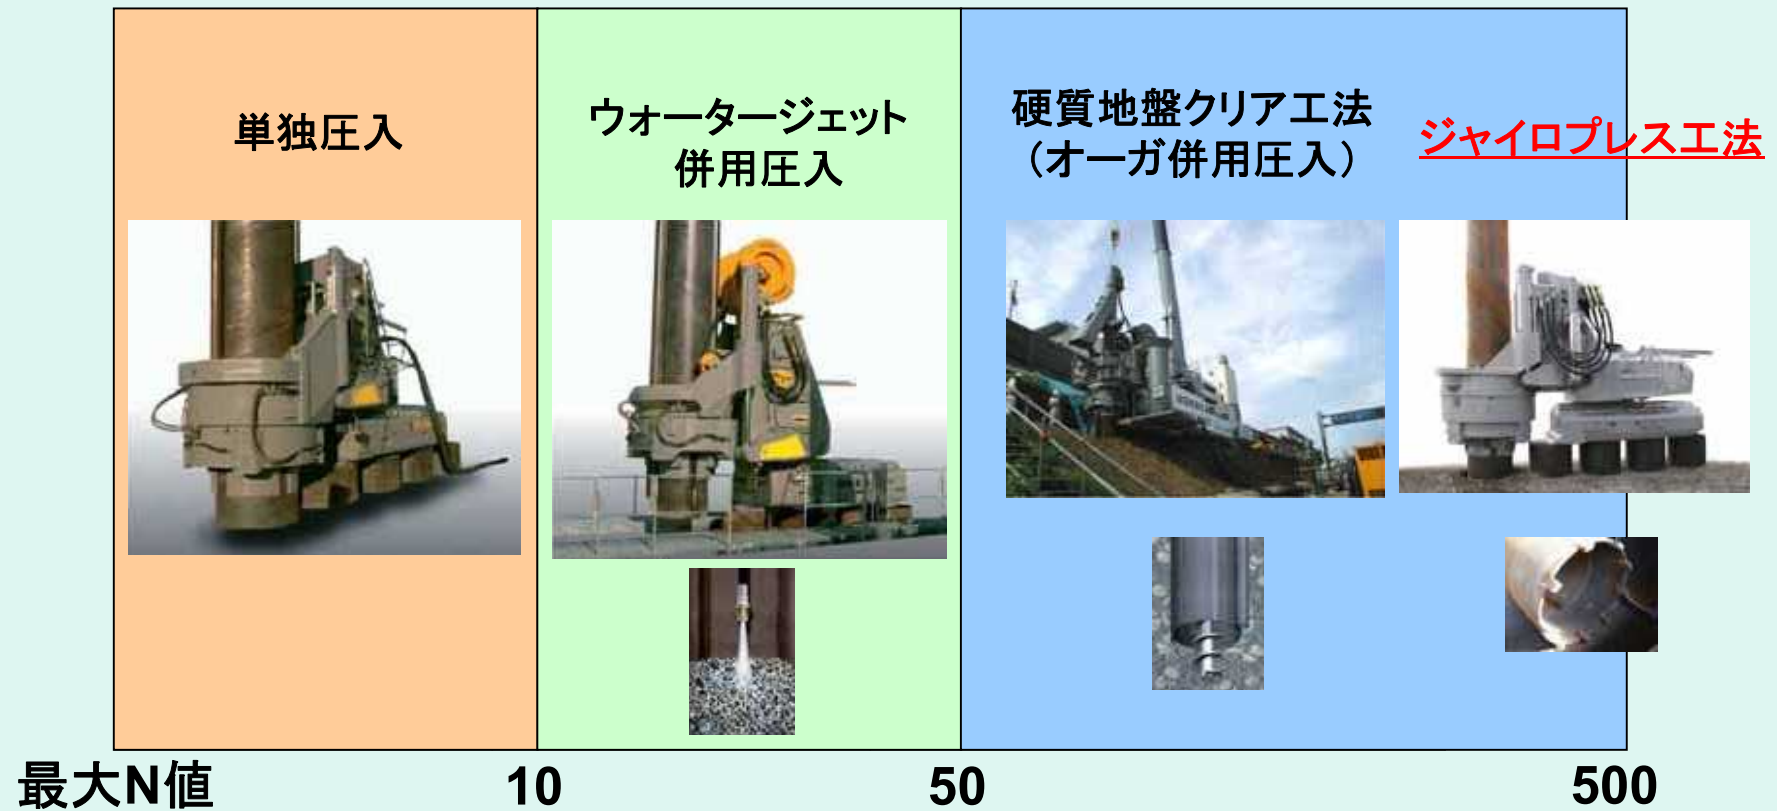 単独圧入
ウォータージェット
併用圧入
硬質地盤クリア工法
（オーガ併用圧入）
ジャイロプレス工法
最大N値
10
50
500